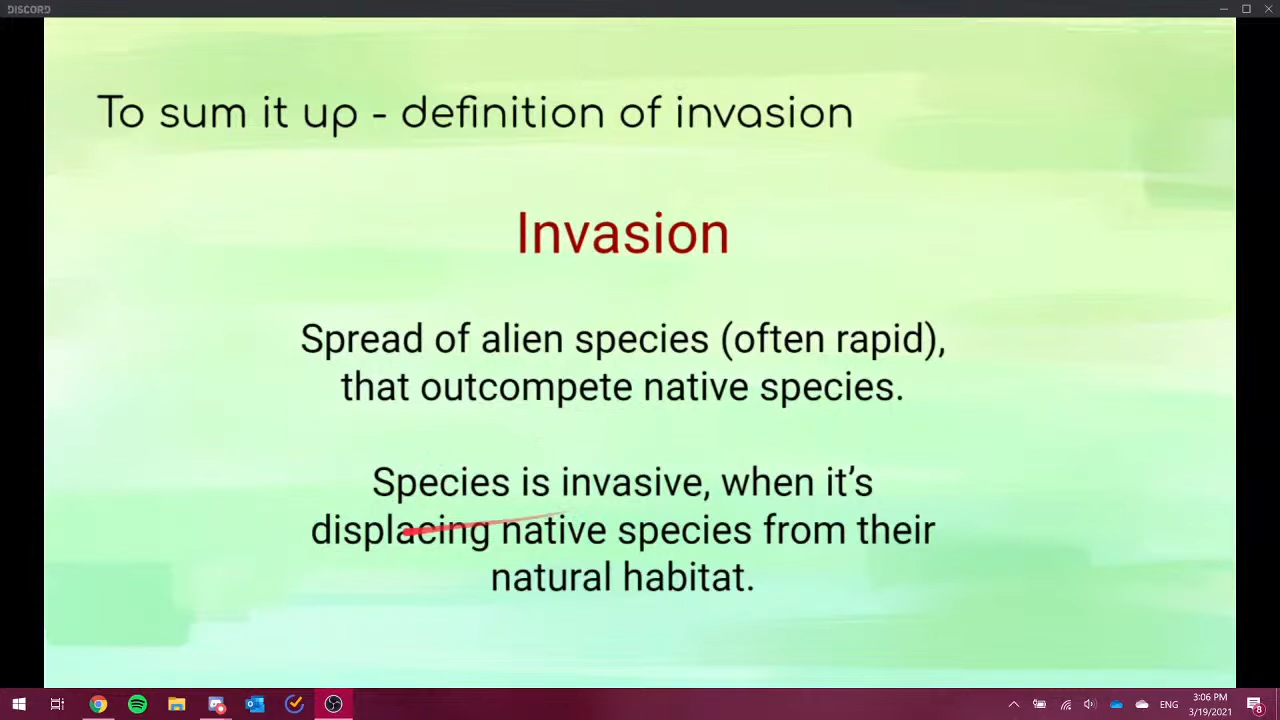 DISCORD
To sum it up - definition of invasion
Invasion
Spread of alien species (often rapid),
that outcompete native species.
Species is invasive, when it’s
displacing native species from their
natural habitat.
ENG
3:06 PM
3/19/2021
8